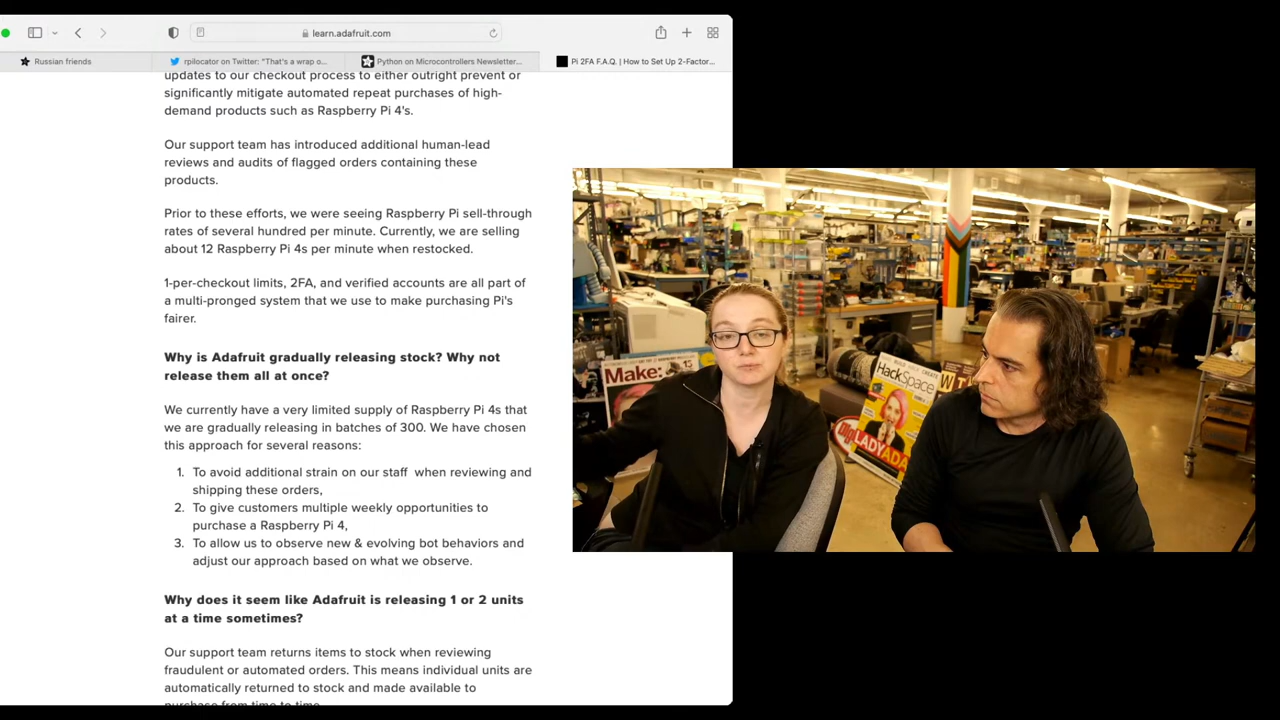 learn.adafruit.com
Russian friends
rpilocator on Twitter: "That's a wrap o...
Python on Microcontrollers Newsletter...
Pi 2FA F.A.Q. | How to Set Up 2-Factor...
updates to our checkout process to either outright prevent or
significantly mitigate automated repeat purchases of high-
demand products such as Raspberry Pi 4's.
Our support team has introduced additional human-lead
reviews and audits of flagged orders containing these
products.
Prior to these efforts, we were seeing Raspberry Pi sell-through
rates of several hundred per minute. Currently, we are selling
about 12 Raspberry Pi 4s per minute when restocked.
1-per-checkout limits, 2FA, and verified accounts are all part of
a multi-pronged system that we use to make purchasing Pi's
fairer.
Why is Adafruit gradually releasing stock? Why not
release them all at once?
We currently have a very limited supply of Raspberry Pi 4s that
we are gradually releasing in batches of 300. We have chosen
this approach for several reasons:
1. To avoid additional strain on our staff when reviewing and
shipping these orders,
2. To give customers multiple weekly opportunities to
purchase a Raspberry Pi 4,
3. To allow us to observe new & evolving bot behaviors and
adjust our approach based on what we observe.
Why does it seem like Adafruit is releasing 1 or 2 units
at a time sometimes?
Our support team returns items to stock when reviewing
fraudulent or automated orders. This means individual units are
automatically returned to stock and made available to
purchase from time to time.
Make:
15
HackSpace
LADY ADA
Digi